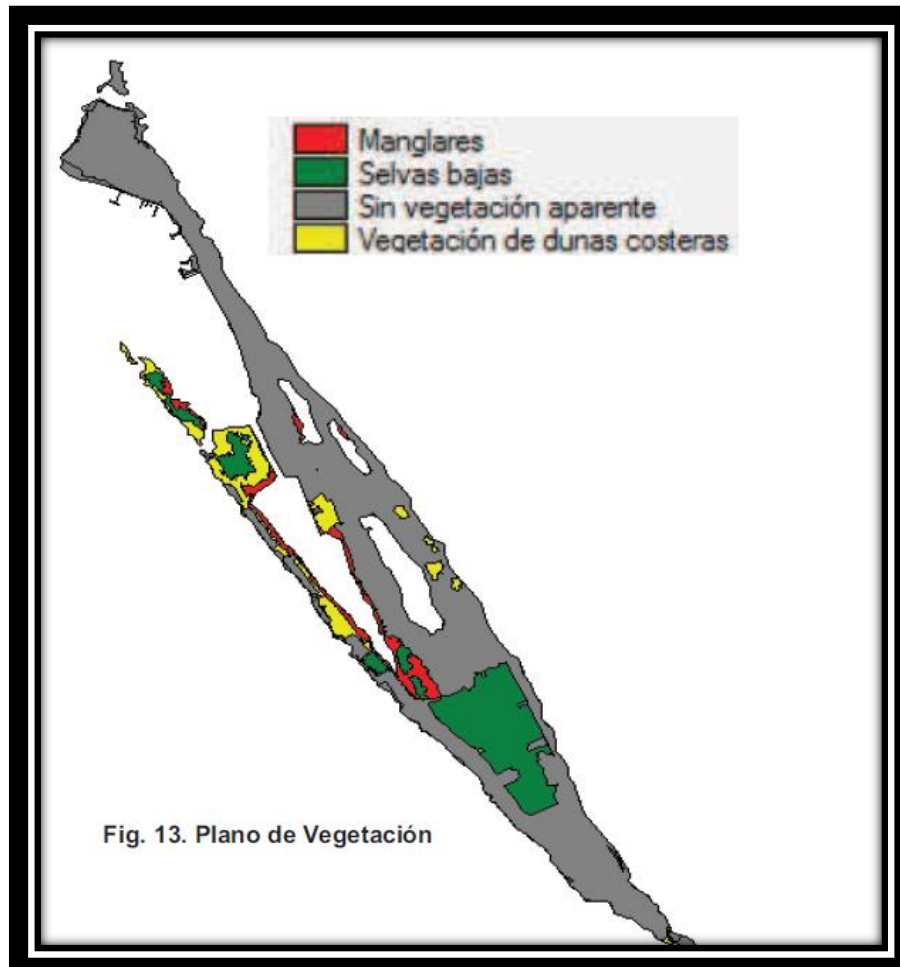 Manglares
Selvas bajas
Sin vegetación aparente
Vegetación de dunas costeras
Fig. 13. Plano de Vegetación